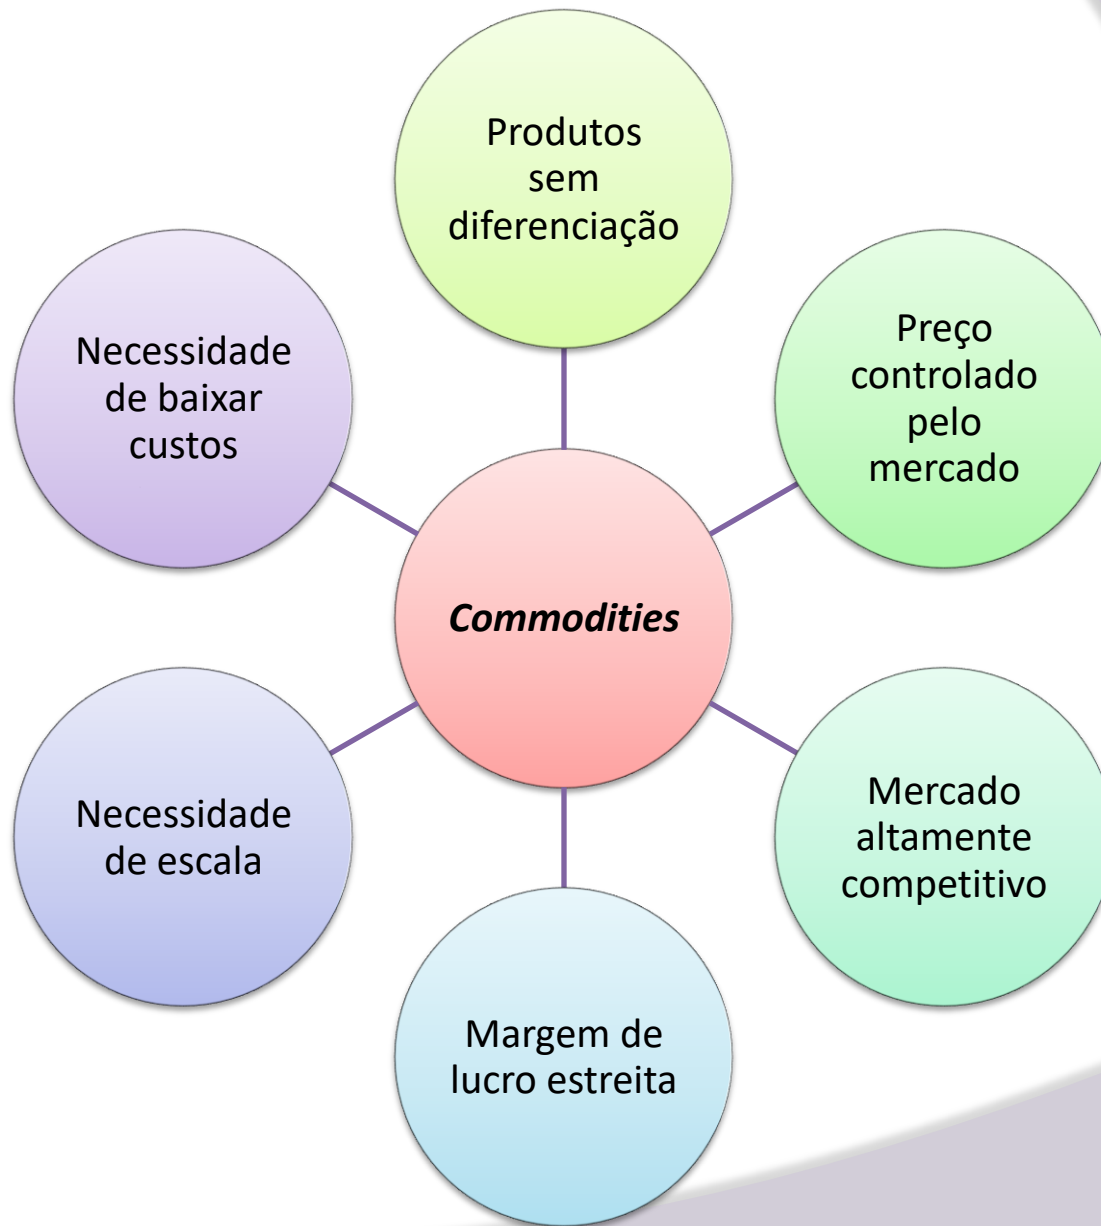 Produtos
sem
diferenciação
Preço
controlado
pelo
mercado
Mercado
altamente
competitivo
Margem de
lucro estreita
Necessidade
de escala
Necessidade
de baixar
custos
Commodities